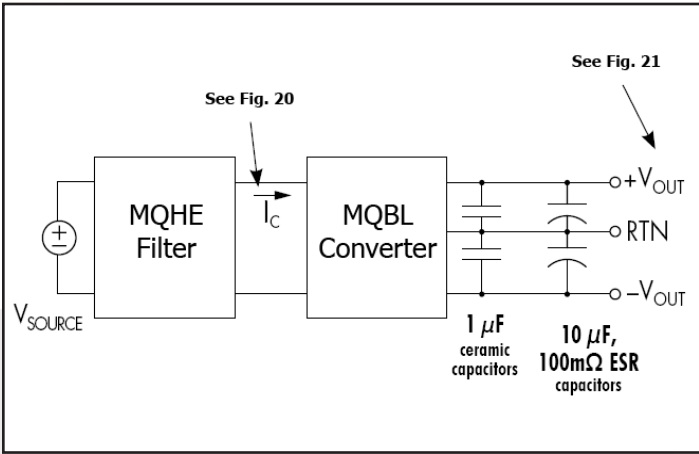 See Fig. 21
See Fig. 20
MQHE
Filter
I_C
MQBL
Converter
+V_OUT
RTN
–V_OUT
V_SOURCE
1 µF
ceramic
capacitors
10 µF,
100mΩ ESR
capacitors